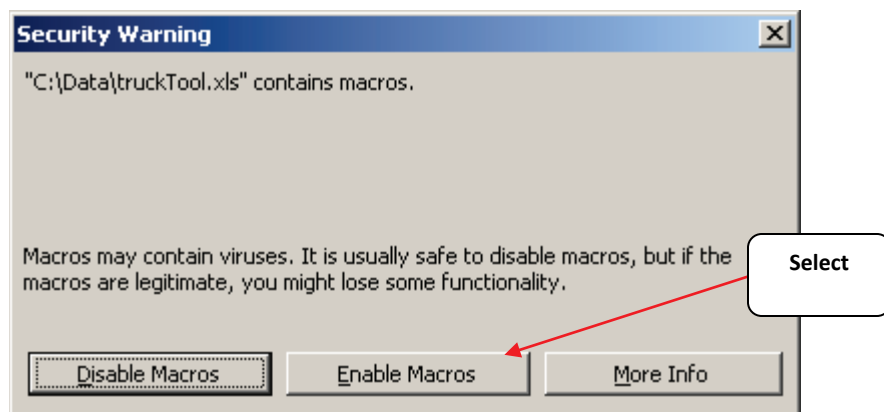 Security Warning
"C:\Data\truckTool.xls" contains macros.
Macros may contain viruses. It is usually safe to disable macros, but if the
macros are legitimate, you might lose some functionality.
Select
Disable Macros
Enable Macros
More Info